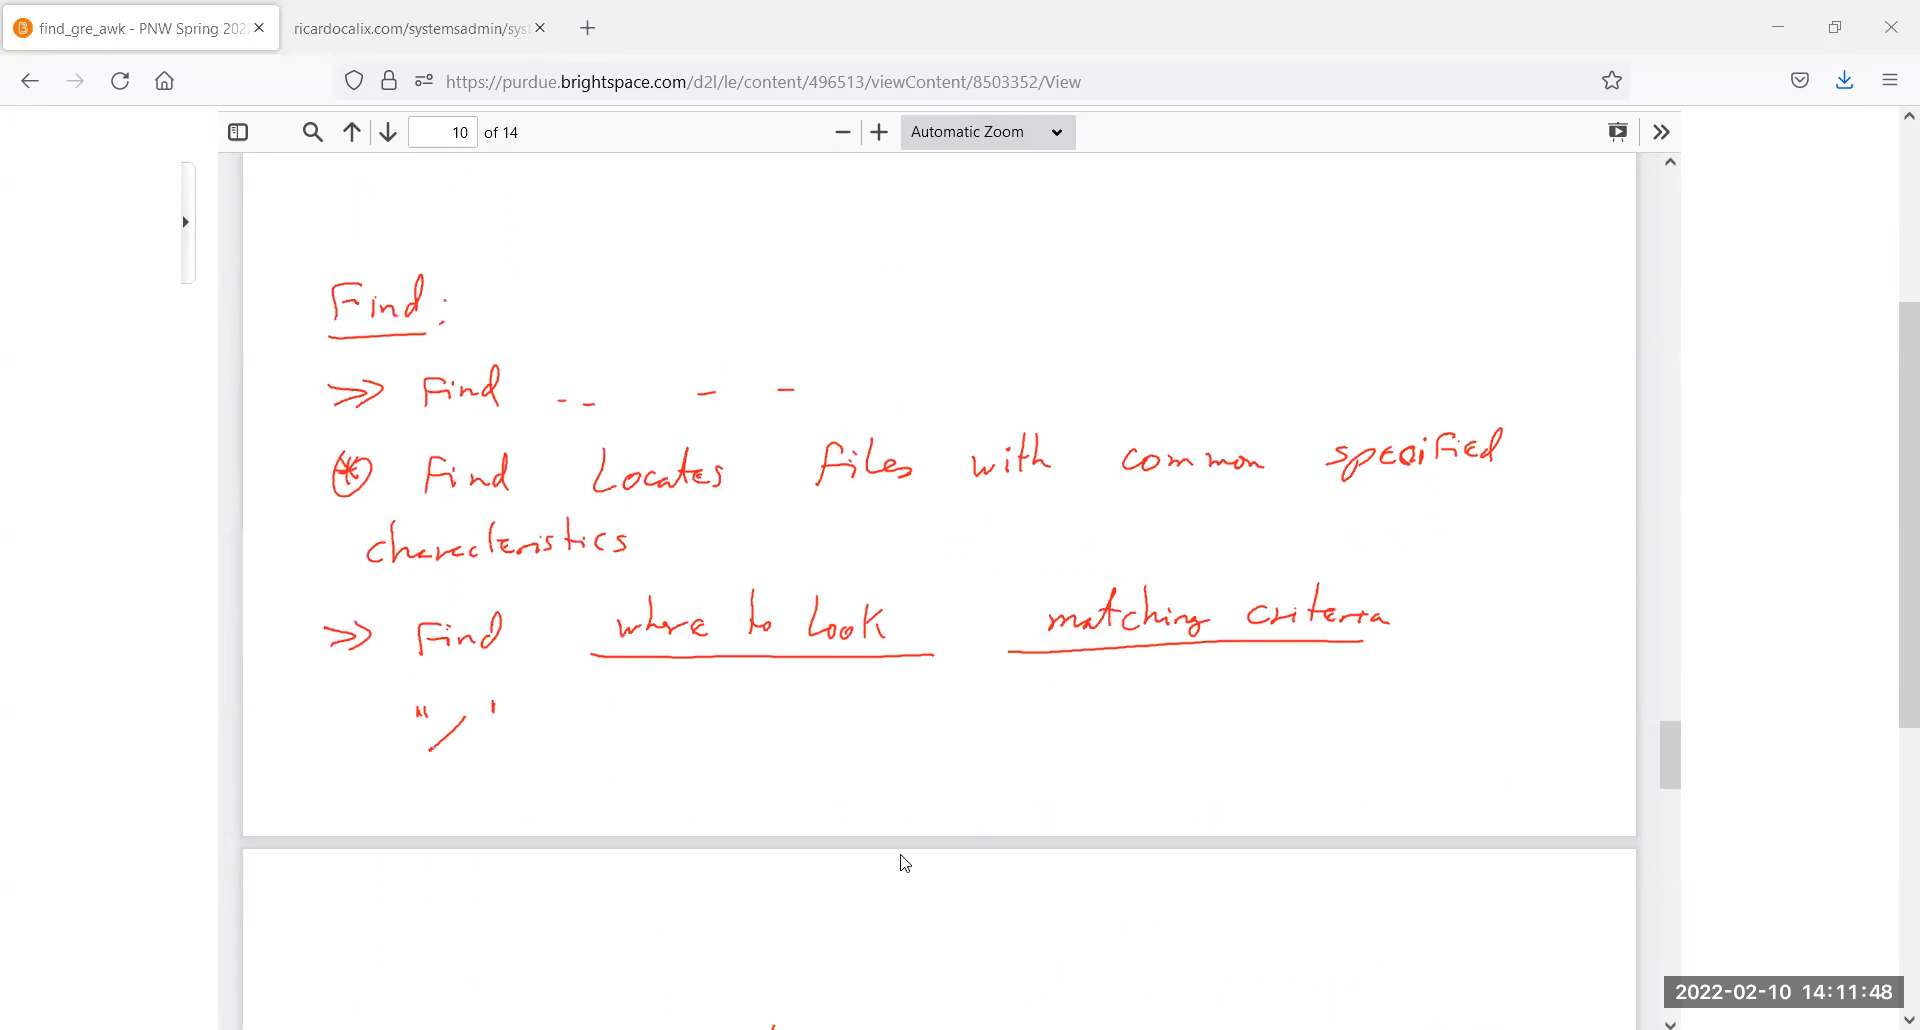 find_gre_awk - PNW Spring 202
ricardocalix.com/systemsadmin/syst
https://purdue.brightspace.com/d2l/le/content/496513/viewContent/8503352/View
10 of 14
Automatic Zoom
Find:
>> Find -- - -
* Find Locates files with common specified
characteristics
>> Find where to look matching criteria
"/"
2022-02-10 14:11:48